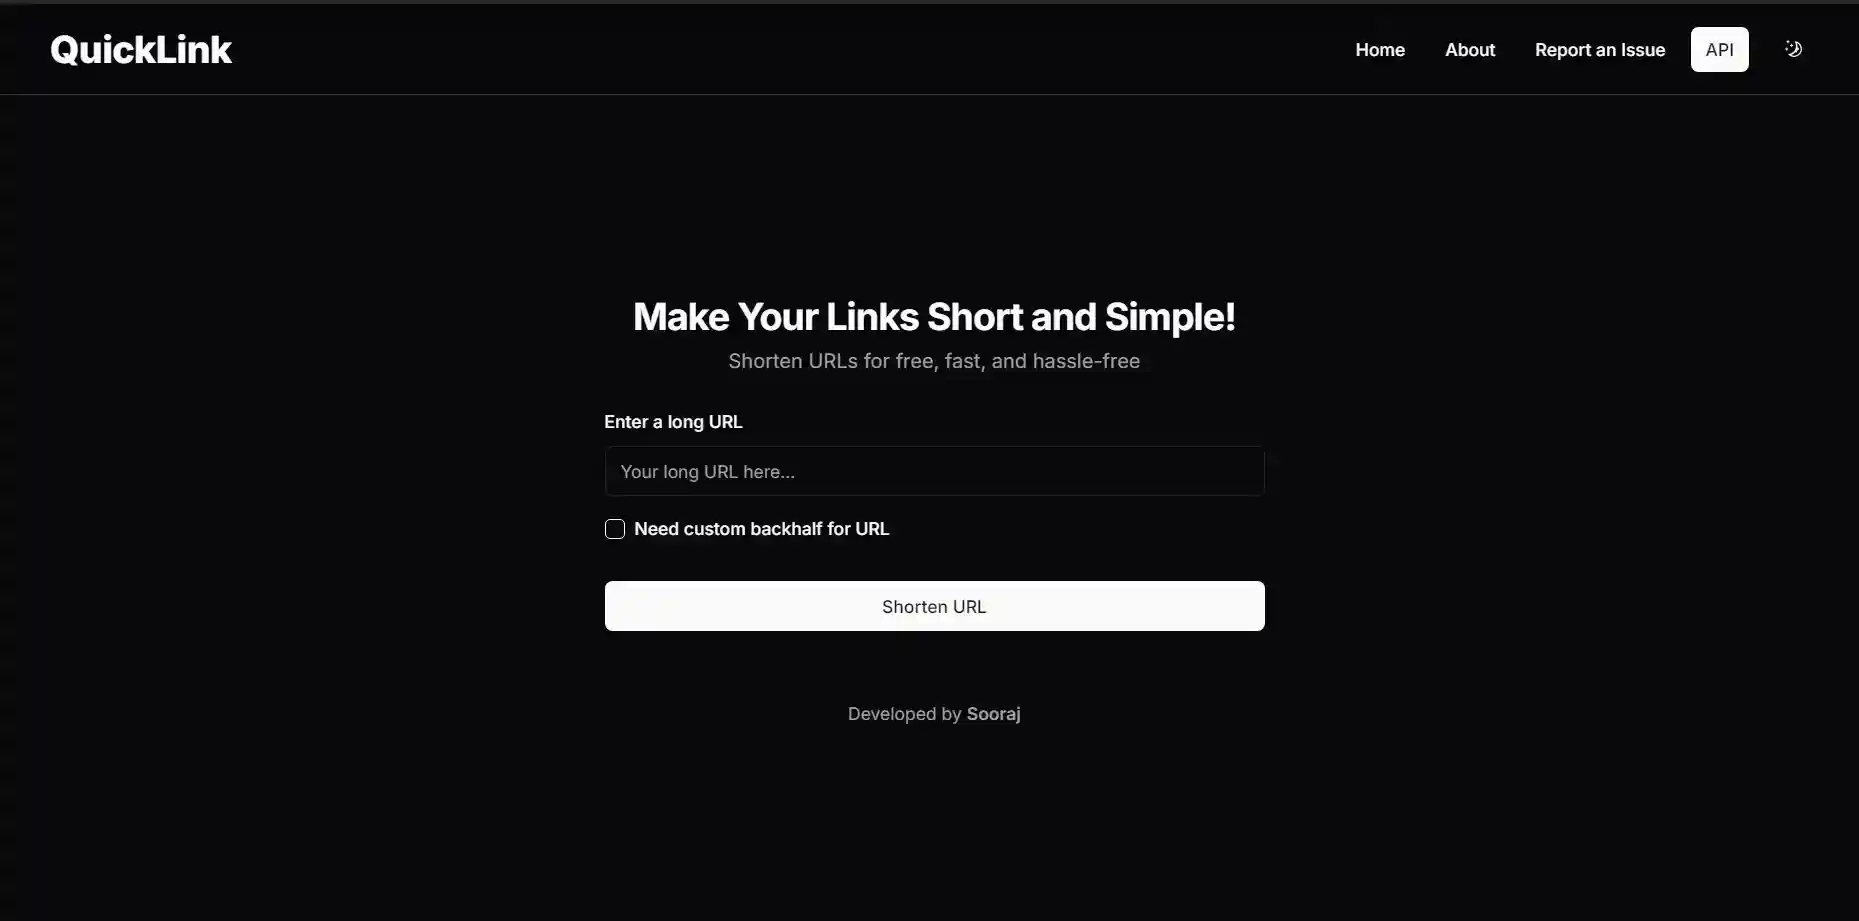 QuickLink
Home About Report an Issue API
Make Your Links Short and Simple!
Shorten URLs for free, fast, and hassle-free
Enter a long URL
Your long URL here...
Need custom backhalf for URL
Shorten URL
Developed by Sooraj